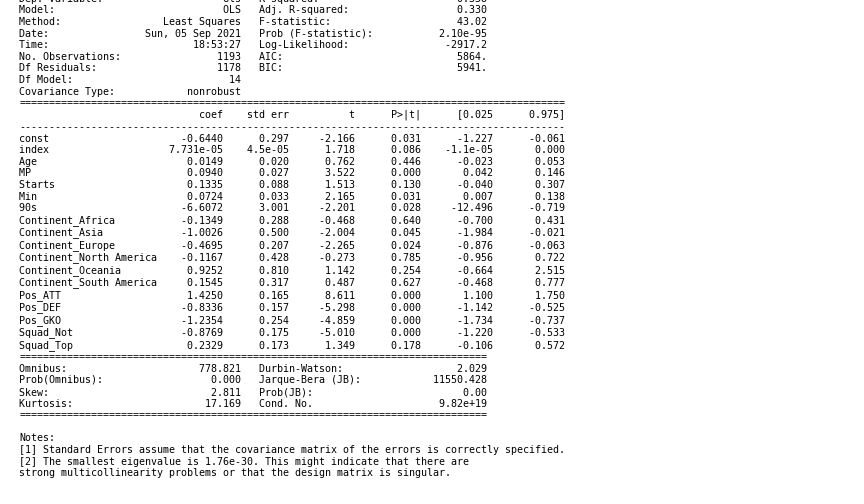 Model: OLS Adj. R-squared: 0.330
Method: Least Squares F-statistic: 43.02
Date: Sun, 05 Sep 2021 Prob (F-statistic): 2.10e-95
Time: 18:53:27 Log-Likelihood: -2917.2
No. Observations: 1193 AIC: 5864.
Df Residuals: 1178 BIC: 5941.
Df Model: 14
Covariance Type: nonrobust
==============================================================================================
coef std err t P>|t| [0.025 0.975]
----------------------------------------------------------------------------------------------
const -0.6440 0.297 -2.166 0.031 -1.227 -0.061
index 7.731e-05 4.5e-05 1.718 0.086 -1.1e-05 0.000
Age 0.0149 0.020 0.762 0.446 -0.023 0.053
MP 0.0940 0.027 3.522 0.000 0.042 0.146
Starts 0.1335 0.088 1.513 0.130 -0.040 0.307
Min 0.0724 0.033 2.165 0.031 0.007 0.138
90s -6.6072 3.001 -2.201 0.028 -12.496 -0.719
Continent_Africa -0.1349 0.288 -0.468 0.640 -0.700 0.431
Continent_Asia -1.0026 0.500 -2.004 0.045 -1.984 -0.021
Continent_Europe -0.4695 0.207 -2.265 0.024 -0.876 -0.063
Continent_North America -0.1167 0.428 -0.273 0.785 -0.956 0.722
Continent_Oceania 0.9252 0.810 1.142 0.254 -0.664 2.515
Continent_South America 0.1545 0.317 0.487 0.627 -0.468 0.777
Pos_ATT 1.4250 0.165 8.611 0.000 1.100 1.750
Pos_DEF -0.8336 0.157 -5.298 0.000 -1.142 -0.525
Pos_GKO -1.2354 0.254 -4.859 0.000 -1.734 -0.737
Squad_Not -0.8769 0.175 -5.010 0.000 -1.220 -0.533
Squad_Top 0.2329 0.173 1.349 0.178 -0.106 0.572
==============================================================================
Omnibus: 778.821 Durbin-Watson: 2.029
Prob(Omnibus): 0.000 Jarque-Bera (JB): 11550.428
Skew: 2.811 Prob(JB): 0.00
Kurtosis: 17.169 Cond. No. 9.82e+19
==============================================================================
Notes:
[1] Standard Errors assume that the covariance matrix of the errors is correctly specified.
[2] The smallest eigenvalue is 1.76e-30. This might indicate that there are
strong multicollinearity problems or that the design matrix is singular.